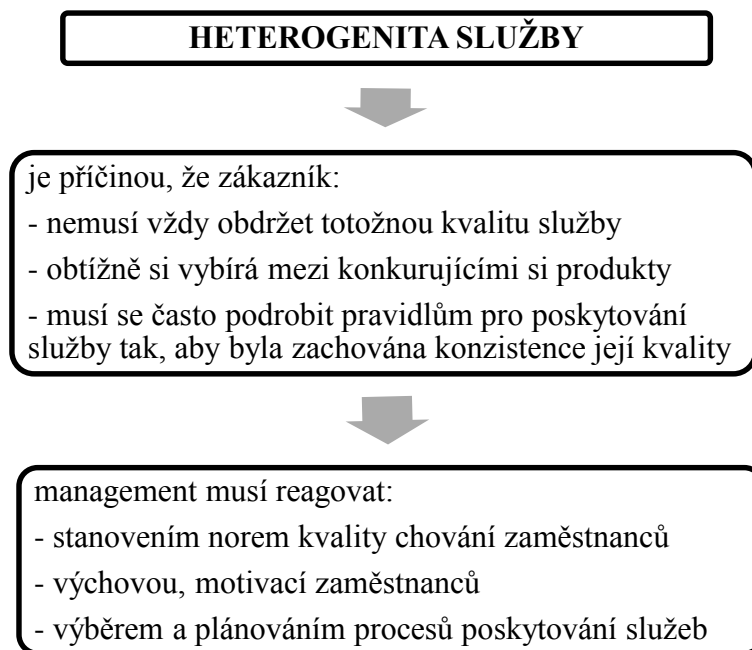 HETEROGENITA SLUŽBY
je příčinou, že zákazník:
- nemusí vždy obdržet totožnou kvalitu služby
- obtížně si vybírá mezi konkurujícími si produkty
- musí se často podrobit pravidlům pro poskytování
služby tak, aby byla zachována konzistence její kvality
management musí reagovat:
- stanovením norem kvality chování zaměstnanců
- výchovou, motivací zaměstnanců
- výběrem a plánováním procesů poskytování služeb